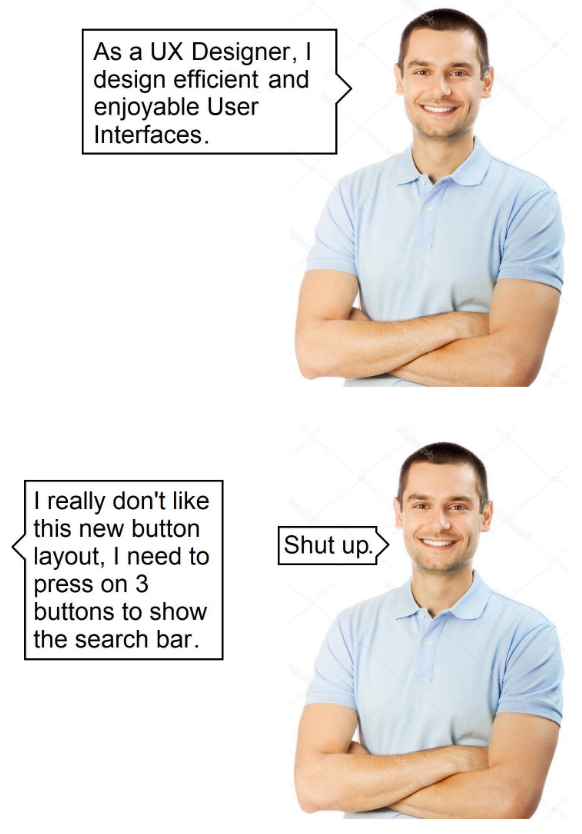 As a UX Designer, I
design efficient and
enjoyable User
Interfaces.
I really don't like
this new button
layout, I need to
press on 3
buttons to show
the search bar.
Shut up.